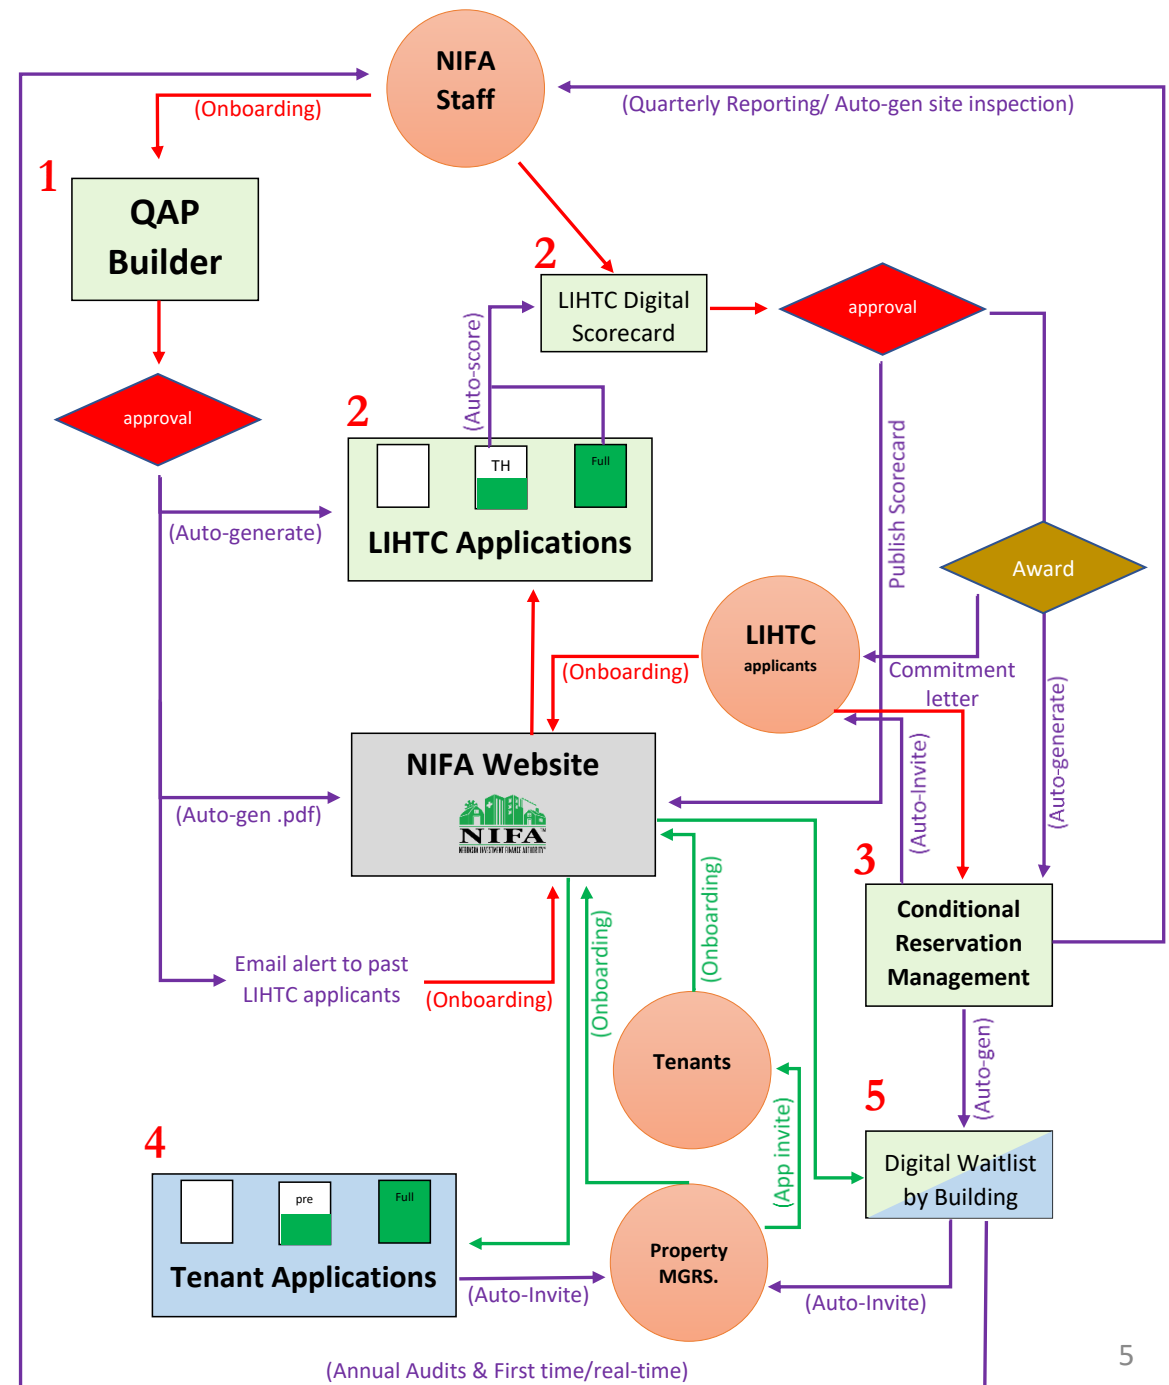 NIFA
Staff
(Onboarding)
(Quarterly Reporting/ Auto-gen site inspection)
1
QAP
Builder
2
LIHTC Digital
Scorecard
approval
(Auto-score)
approval
2
TH
Full
LIHTC Applications
(Auto-generate)
Publish Scorecard
Award
LIHTC
applicants
(Onboarding)
Commitment
letter
(Auto-generate)
(Auto-Invite)
NIFA Website
NIFA
NEBRASKA INVESTMENT FINANCE AUTHORITY
(Auto-gen .pdf)
3
Conditional
Reservation
Management
(Onboarding)
(Onboarding)
Email alert to past
LIHTC applicants
(Onboarding)
Tenants
(Auto-gen)
(App invite)
5
Digital Waitlist
by Building
4
pre
Full
Tenant Applications
Property
MGRS.
(Auto-Invite)
(Auto-Invite)
(Annual Audits & First time/real-time)
5